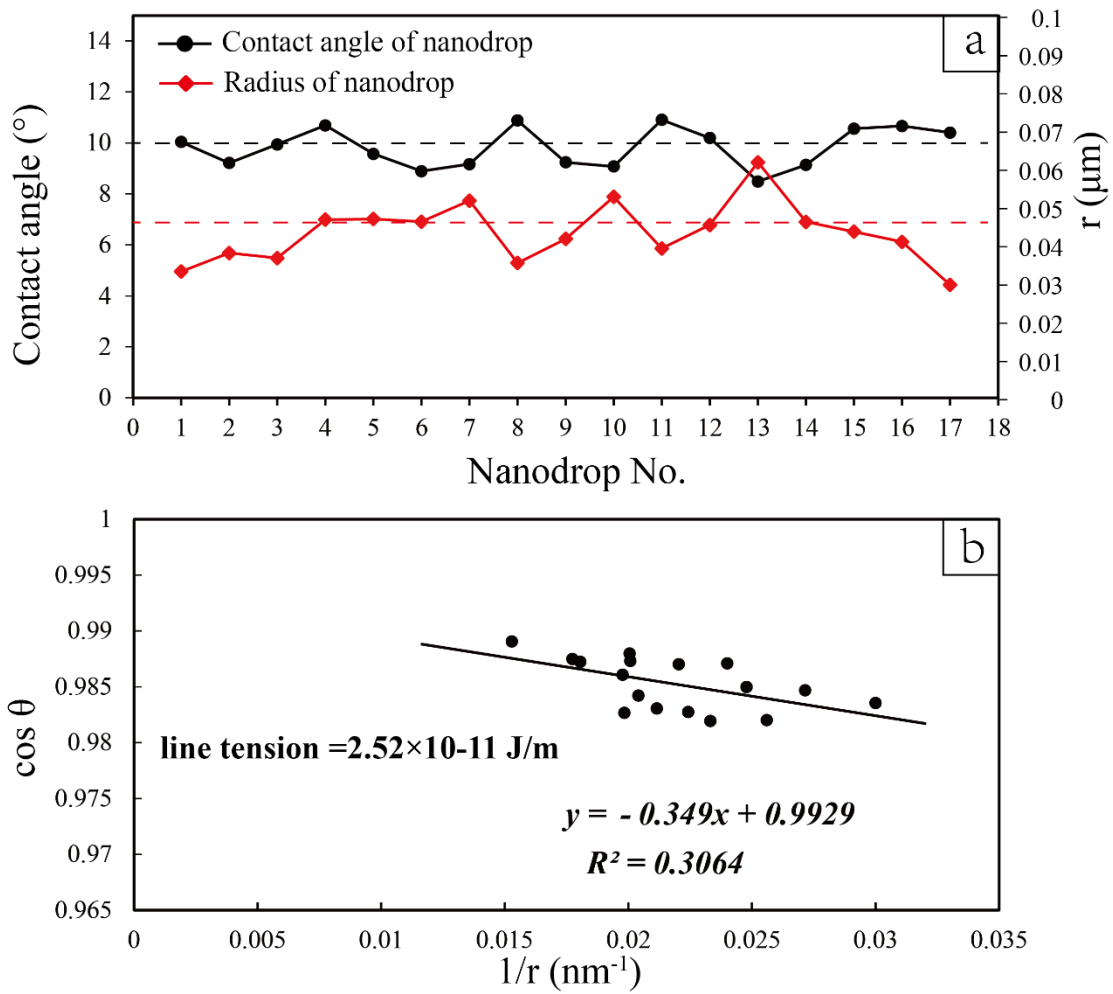 a
Contact angle of nanodrop
Radius of nanodrop
Contact angle (°)
14
12
10
8
6
4
2
0
0.1
0.09
0.08
0.07
0.06
0.05
0.04
0.03
0.02
0.01
0
r (μm)
1 2 3 4 5 6 7 8 9 10 11 12 13 14 15 16 17 18
Nanodrop No.
b
cos θ
1
0.995
0.99
0.985
0.98
0.975
0.97
0.965
line tension =2.52×10-11 J/m
y = - 0.349x + 0.9929
R² = 0.3064
0 0.005 0.01 0.015 0.02 0.025 0.03 0.035
1/r (nm⁻¹)